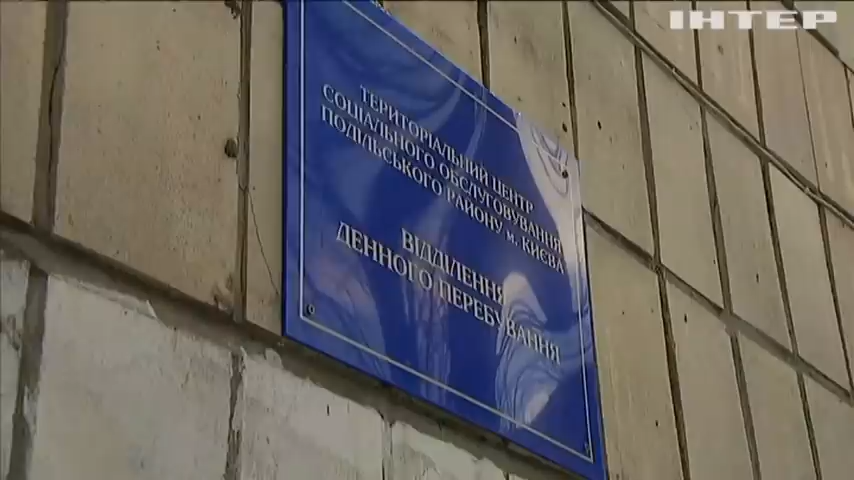 ІНТЕР
ТЕРИТОРІАЛЬНИЙ ЦЕНТР
СОЦІАЛЬНОГО ОБСЛУГОВУВАННЯ
ПОДІЛЬСЬКОГО РАЙОНУ м. КИЄВА
ВІДДІЛЕННЯ
ДЕННОГО ПЕРЕБУВАННЯ